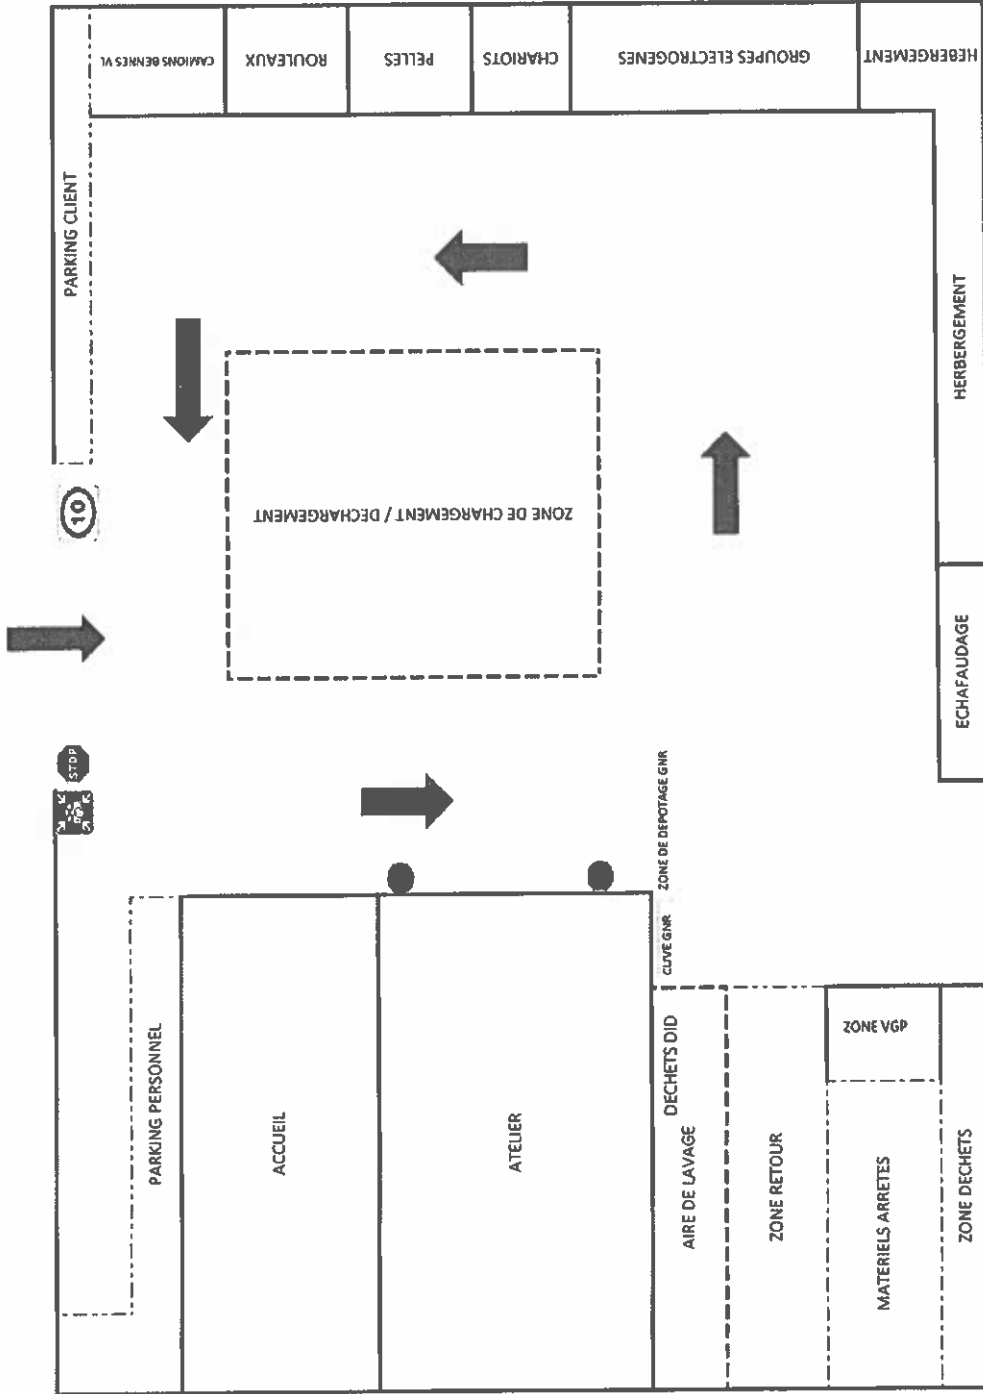 CAMIONS BENNES VL
ROULEAUX
PELLES
CHARIOTS
GROUPES ELECTROGENES
HEBERGEMENT
PARKING CLIENT
10
ZONE DE CHARGEMENT / DECHARGEMENT
HERBERGEMENT
ECHAFAUDAGE
STOP
ZONE DE DEPOTAGE GNR
CUVE GNR
PARKING PERSONNEL
ACCUEIL
ATELIER
DECHETS DID
AIRE DE LAVAGE
ZONE RETOUR
ZONE VGP
MATERIELS ARRETES
ZONE DECHETS